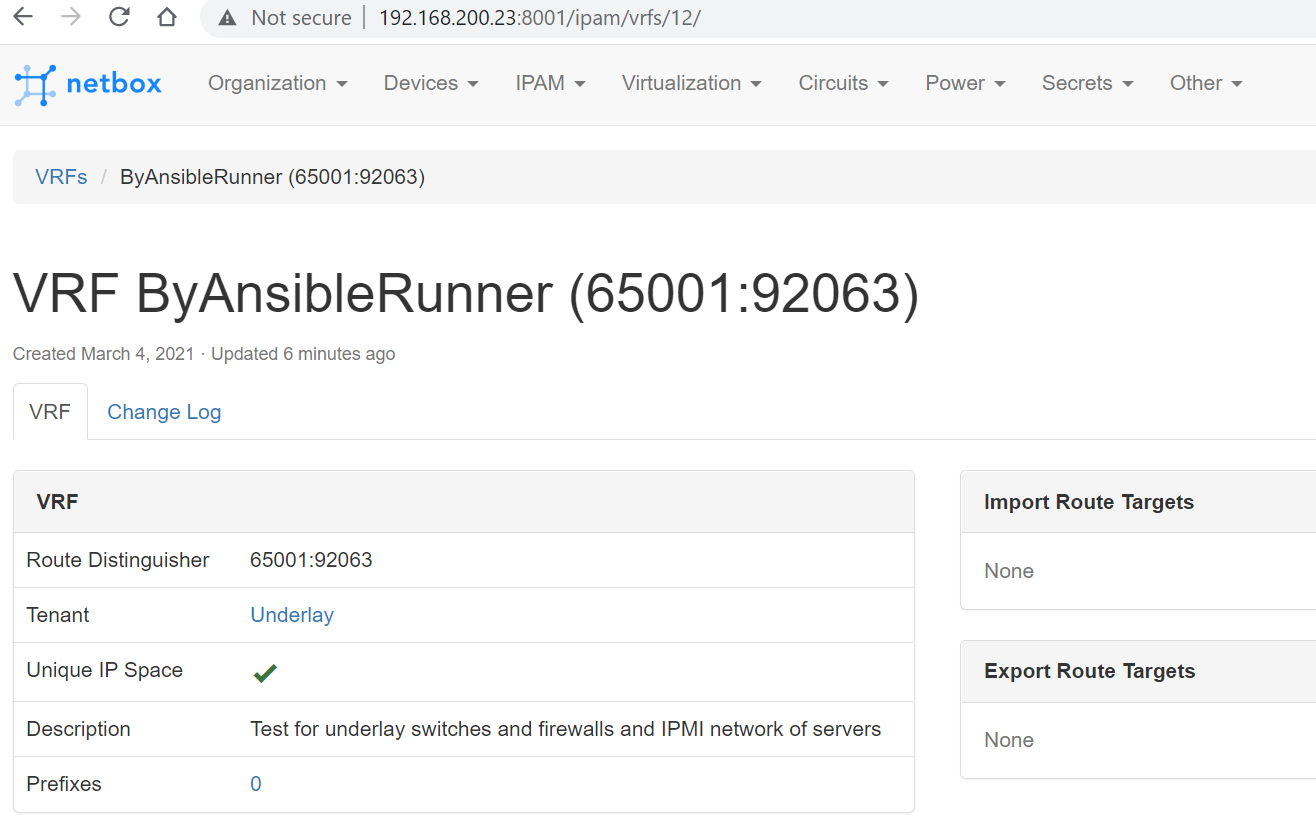 Not secure | 192.168.200.23:8001/ipam/vrfs/12/
netbox Organization Devices IPAM Virtualization Circuits Power Secrets Other
VRFs / ByAnsibleRunner (65001:92063)
VRF ByAnsibleRunner (65001:92063)
Created March 4, 2021 · Updated 6 minutes ago
VRF Change Log
VRF
Route Distinguisher 65001:92063
Tenant Underlay
Unique IP Space
Description Test for underlay switches and firewalls and IPMI network of servers
Prefixes 0
Import Route Targets
None
Export Route Targets
None